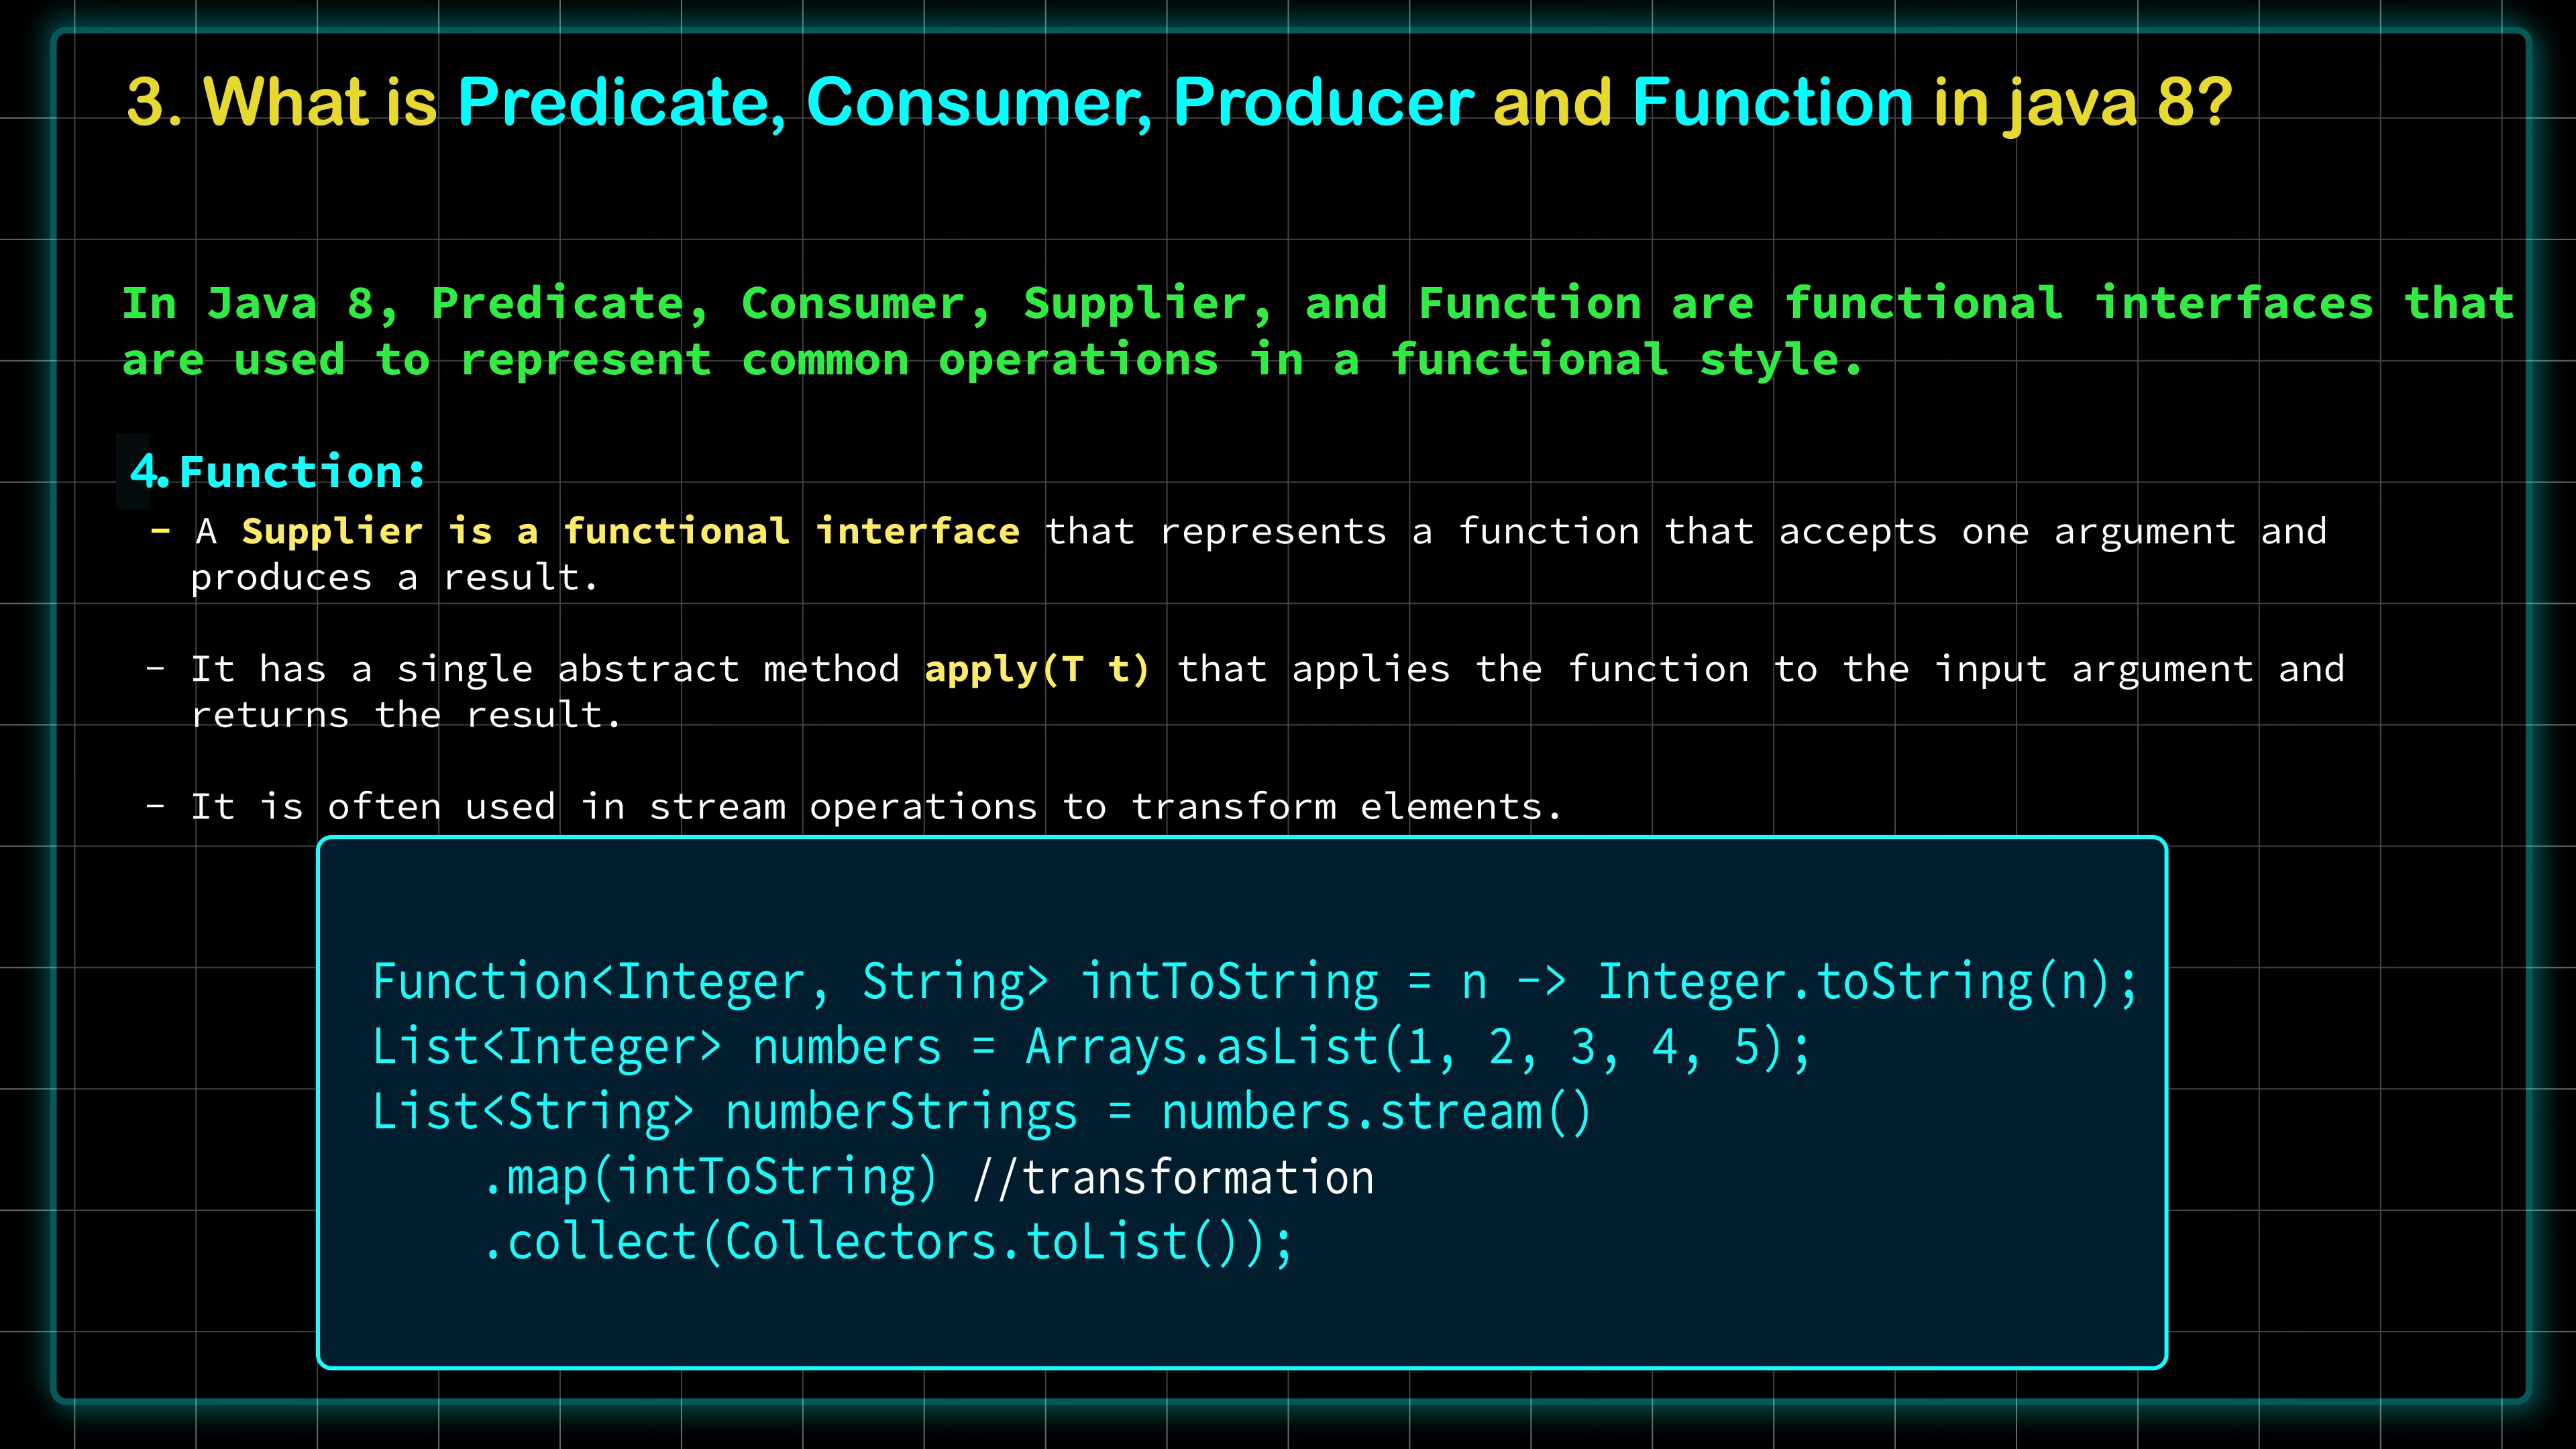 3. What is Predicate, Consumer, Producer and Function in java 8?
In Java 8, Predicate, Consumer, Supplier, and Function are functional interfaces that
are used to represent common operations in a functional style.
4.Function:
- A Supplier is a functional interface that represents a function that accepts one argument and
produces a result.
- It has a single abstract method apply(T t) that applies the function to the input argument and
returns the result.
- It is often used in stream operations to transform elements.
Function<Integer, String> intToString = n -> Integer.toString(n);
List<Integer> numbers = Arrays.asList(1, 2, 3, 4, 5);
List<String> numberStrings = numbers.stream()
.map(intToString) //transformation
.collect(Collectors.toList());